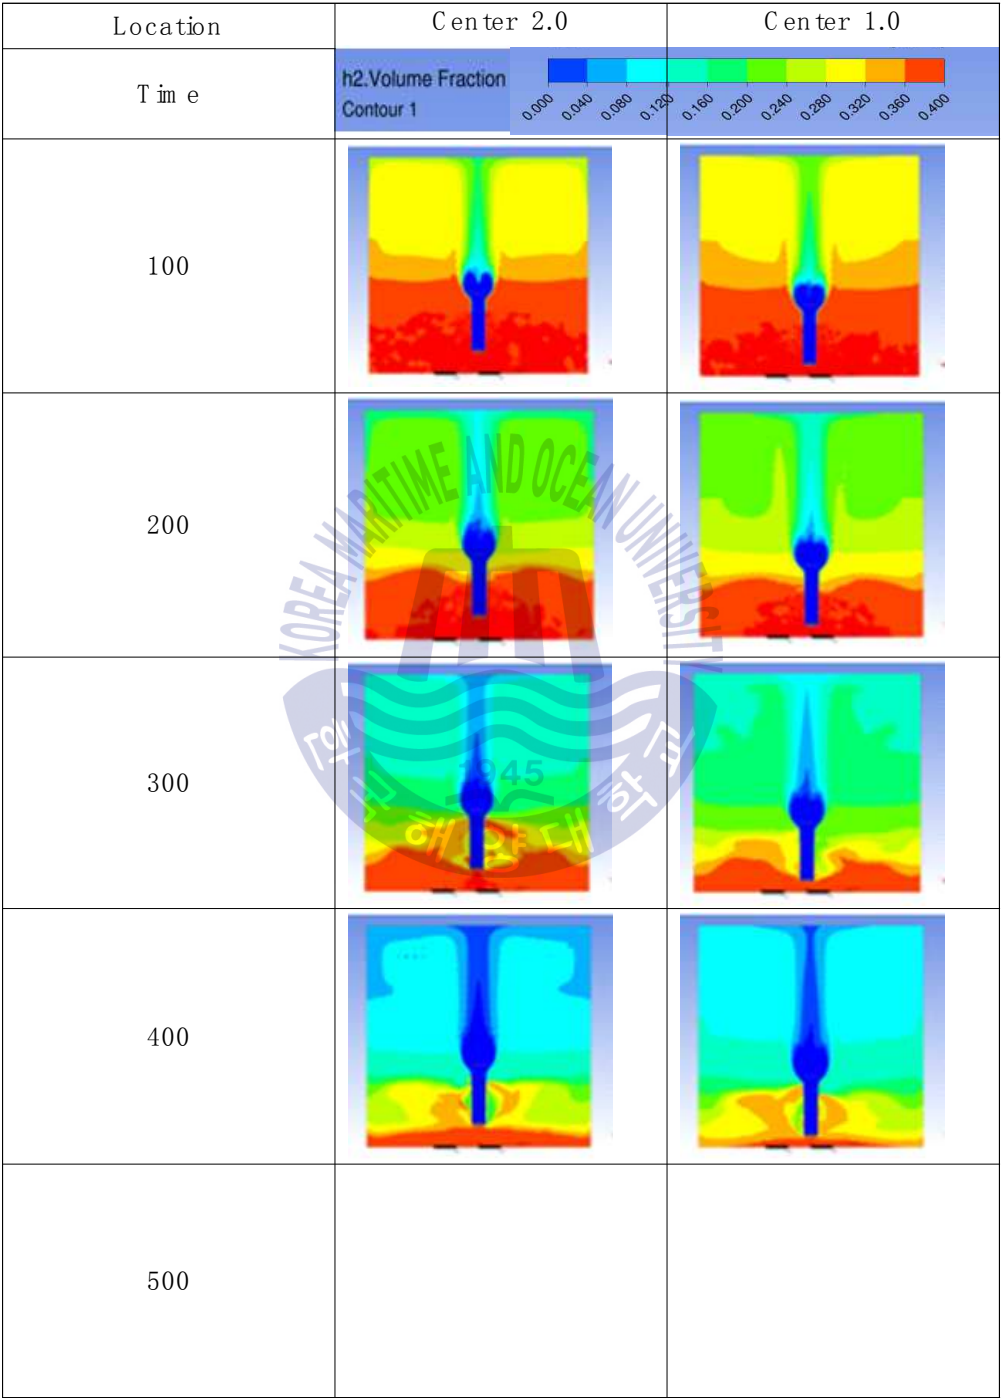 Location Center 2.0 Center 1.0
Time
h2.Volume Fraction
Contour 1
0.000 0.040 0.080 0.120 0.160 0.200 0.240 0.280 0.320 0.360 0.400
100
200
300
400
500
KOREA MARITIME AND OCEAN UNIVERSITY
1945